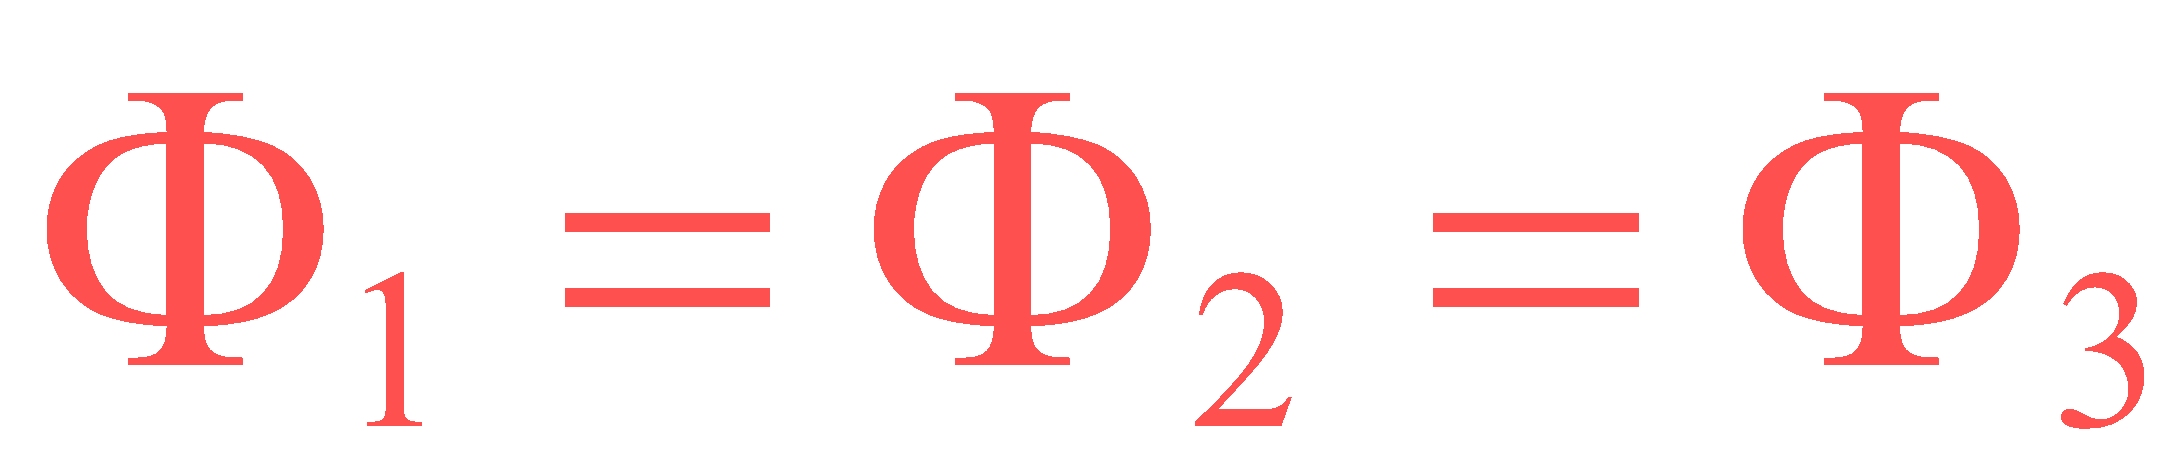 Φ₁ = Φ₂ = Φ₃